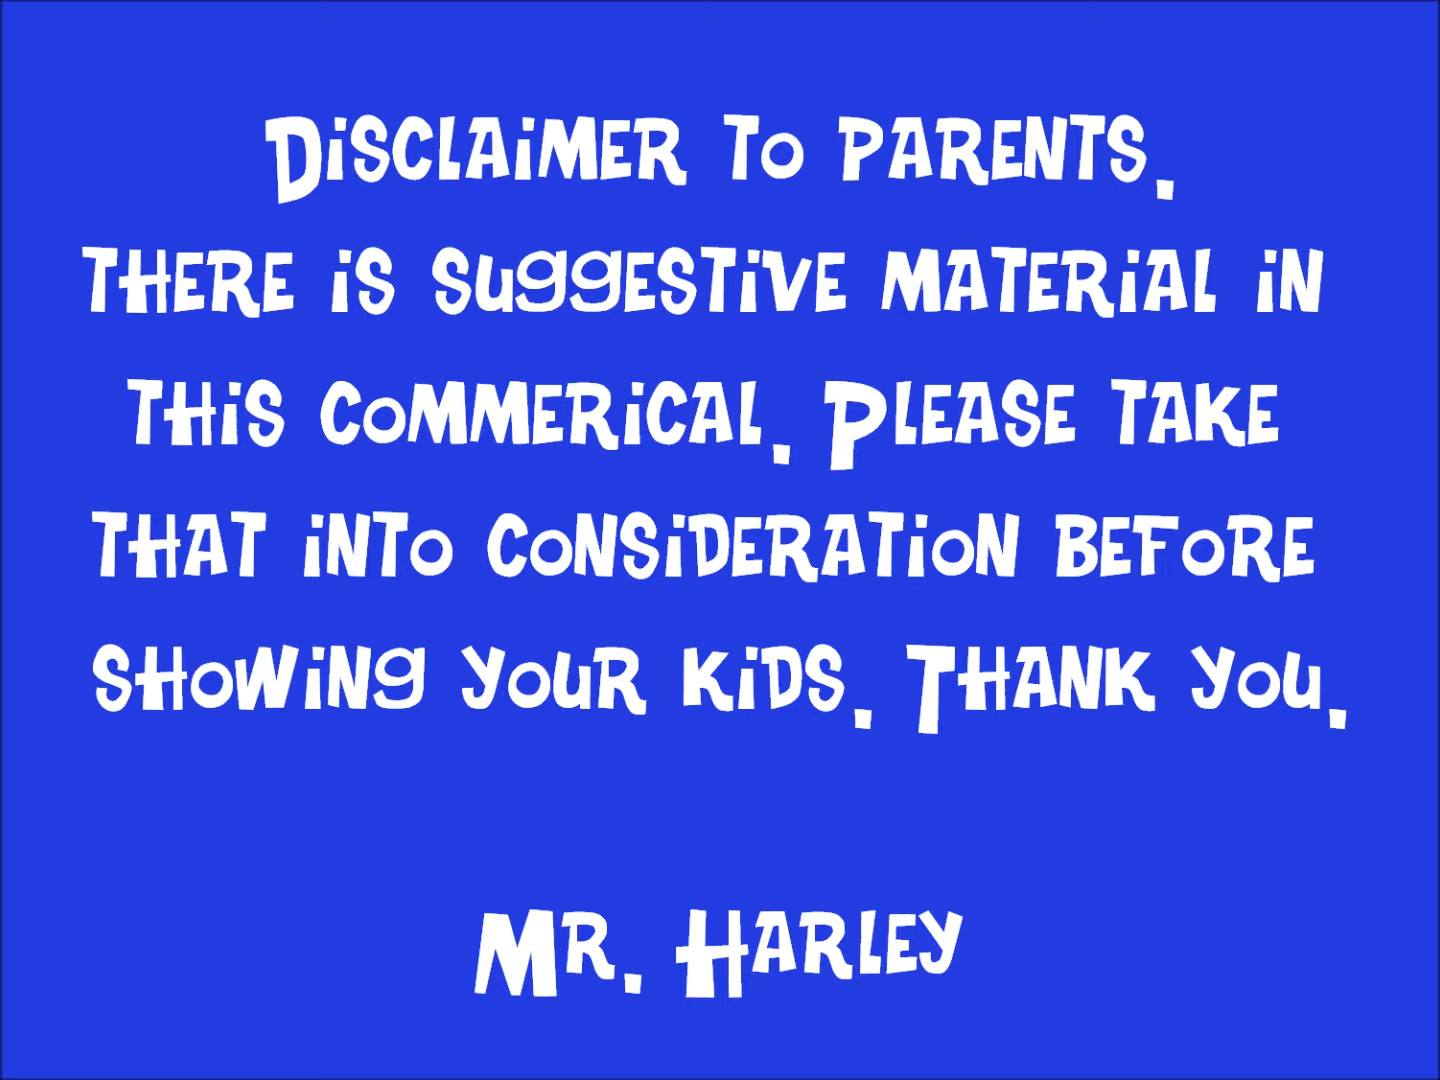 Disclaimer to parents.
there is suggestive material in
this commerical. Please take
that into consideration before
showing your kids. Thank you.
Mr. Harley